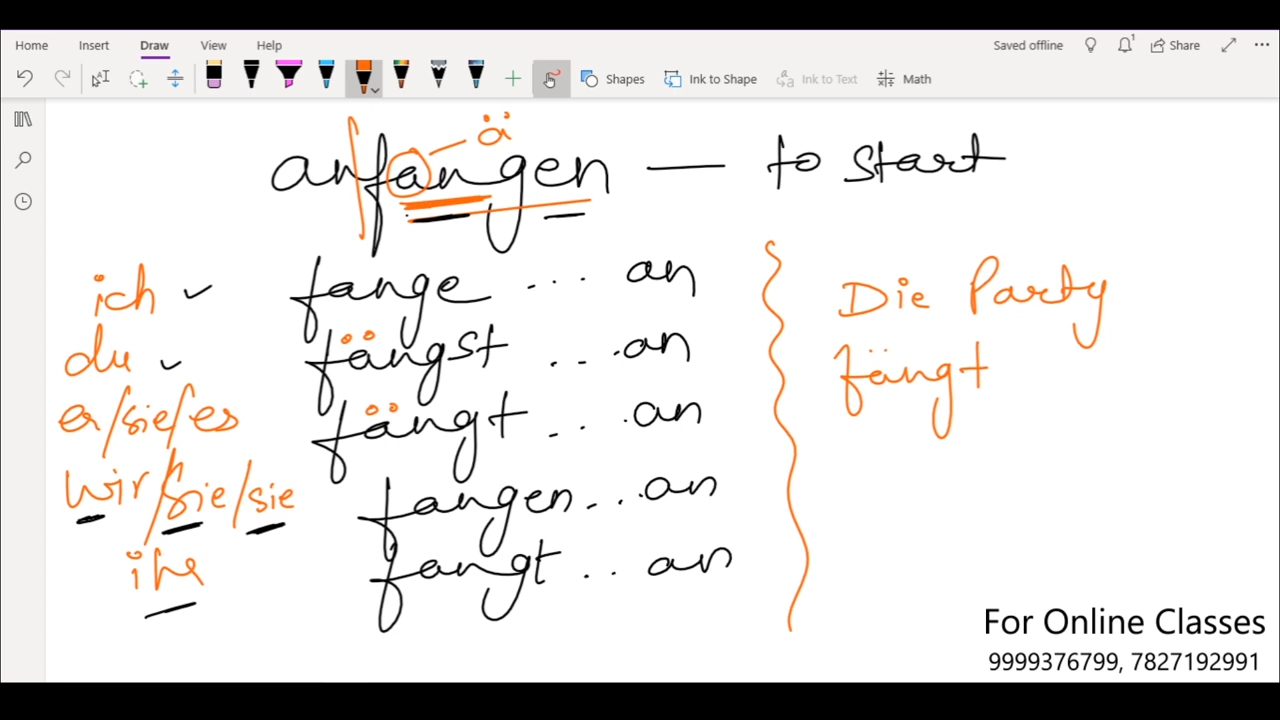 Home Insert Draw View Help Saved offline 1 Share
Shapes Ink to Shape Ink to Text Math
ä
anfangen — to start
ich ✓ fange ... an
du ✓ fängst ... an
er/sie/es fängt ... an
wir/Sie/sie fangen ... an
ihr fangt .. an
Die Party
fängt
For Online Classes
9999376799, 7827192991